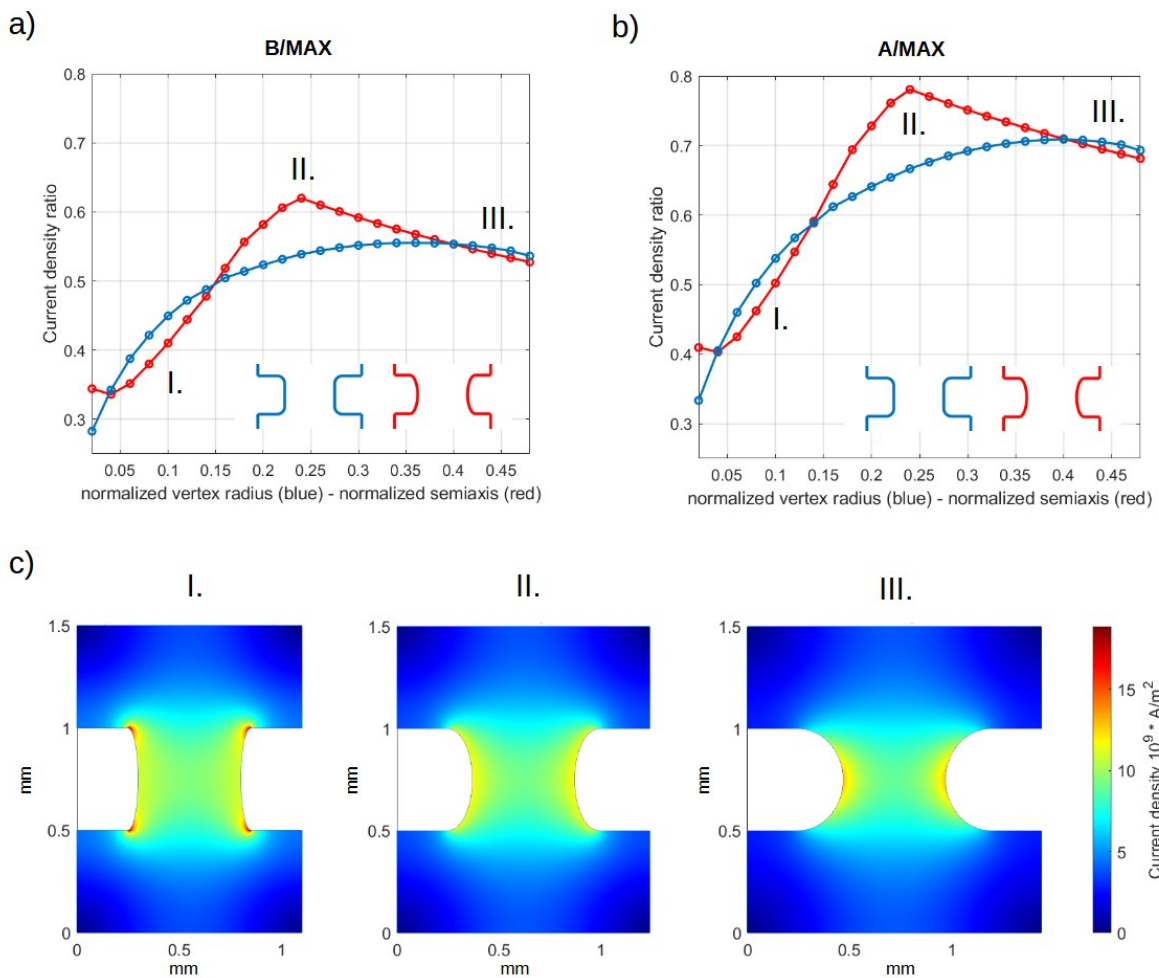 a)
B/MAX
Current density ratio
0.8
0.7
0.6
0.5
0.4
0.3
I.
II.
III.
0.05 0.1 0.15 0.2 0.25 0.3 0.35 0.4 0.45
normalized vertex radius (blue) - normalized semiaxis (red)
b)
A/MAX
Current density ratio
0.8
0.7
0.6
0.5
0.4
0.3
I.
II.
III.
0.05 0.1 0.15 0.2 0.25 0.3 0.35 0.4 0.45
normalized vertex radius (blue) - normalized semiaxis (red)
c)
I.
mm
1.5
1
0.5
0
0 0.5 1
mm
II.
mm
1.5
1
0.5
0
0 0.5 1
mm
III.
mm
1.5
1
0.5
0
0 0.5 1
mm
15
10
5
0
Current density 10^9 * A/m^2